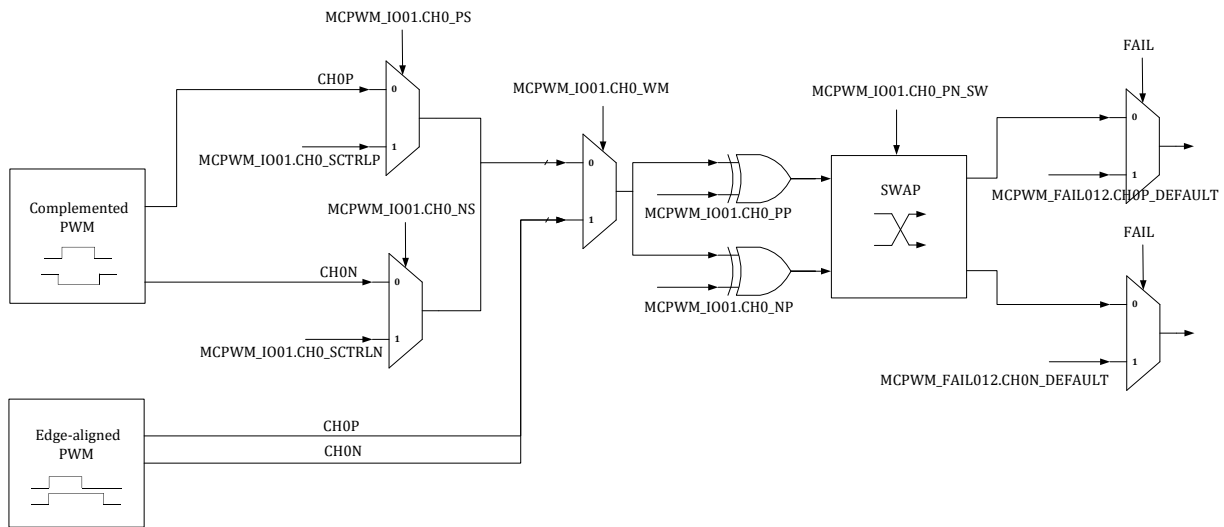 MCPWM_IO01.CH0_PS
FAIL
CH0P
0
MCPWM_IO01.CH0_WM
MCPWM_IO01.CH0_PN_SW
0
1
MCPWM_IO01.CH0_SCTRLP
0
1
MCPWM_FAIL012.CH0P_DEFAULT
Complemented
PWM
MCPWM_IO01.CH0_NS
1
MCPWM_IO01.CH0_PP
SWAP
FAIL
CH0N
0
MCPWM_IO01.CH0_NP
0
1
MCPWM_IO01.CH0_SCTRLN
1
MCPWM_FAIL012.CH0N_DEFAULT
CH0P
Edge-aligned
PWM
CH0N